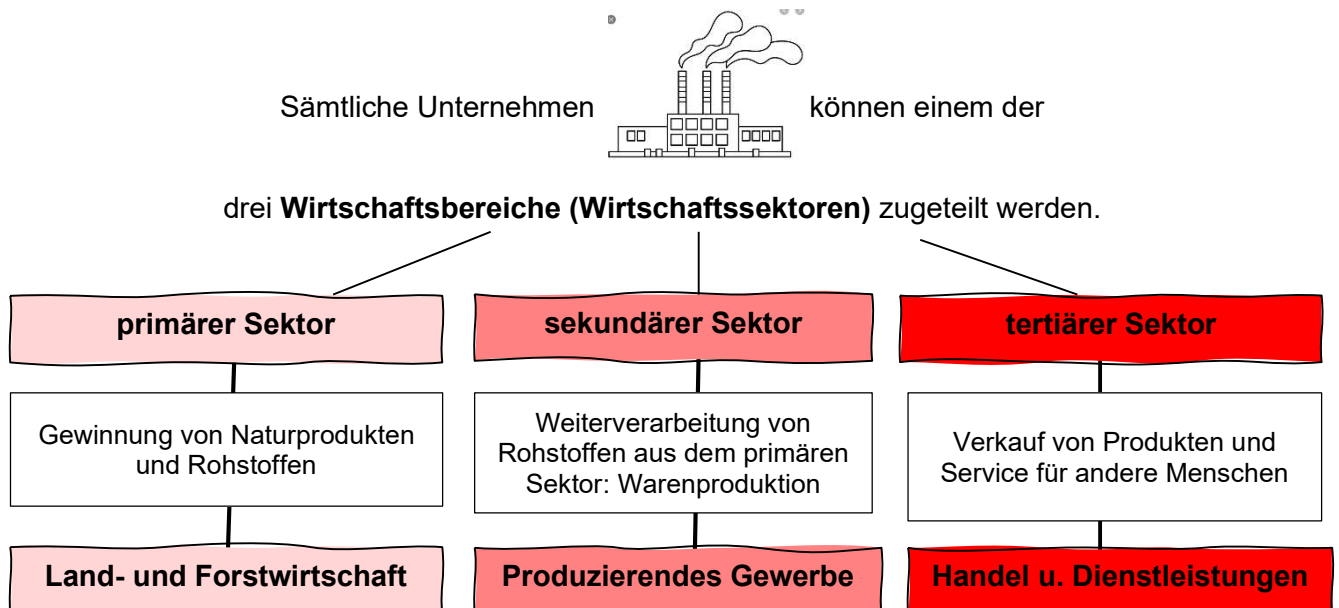 Sämtliche Unternehmen können einem der
drei Wirtschaftsbereiche (Wirtschaftssektoren) zugeteilt werden.
primärer Sektor
sekundärer Sektor
tertiärer Sektor
Gewinnung von Naturprodukten
und Rohstoffen
Weiterverarbeitung von
Rohstoffen aus dem primären
Sektor: Warenproduktion
Verkauf von Produkten und
Service für andere Menschen
Land- und Forstwirtschaft
Produzierendes Gewerbe
Handel u. Dienstleistungen